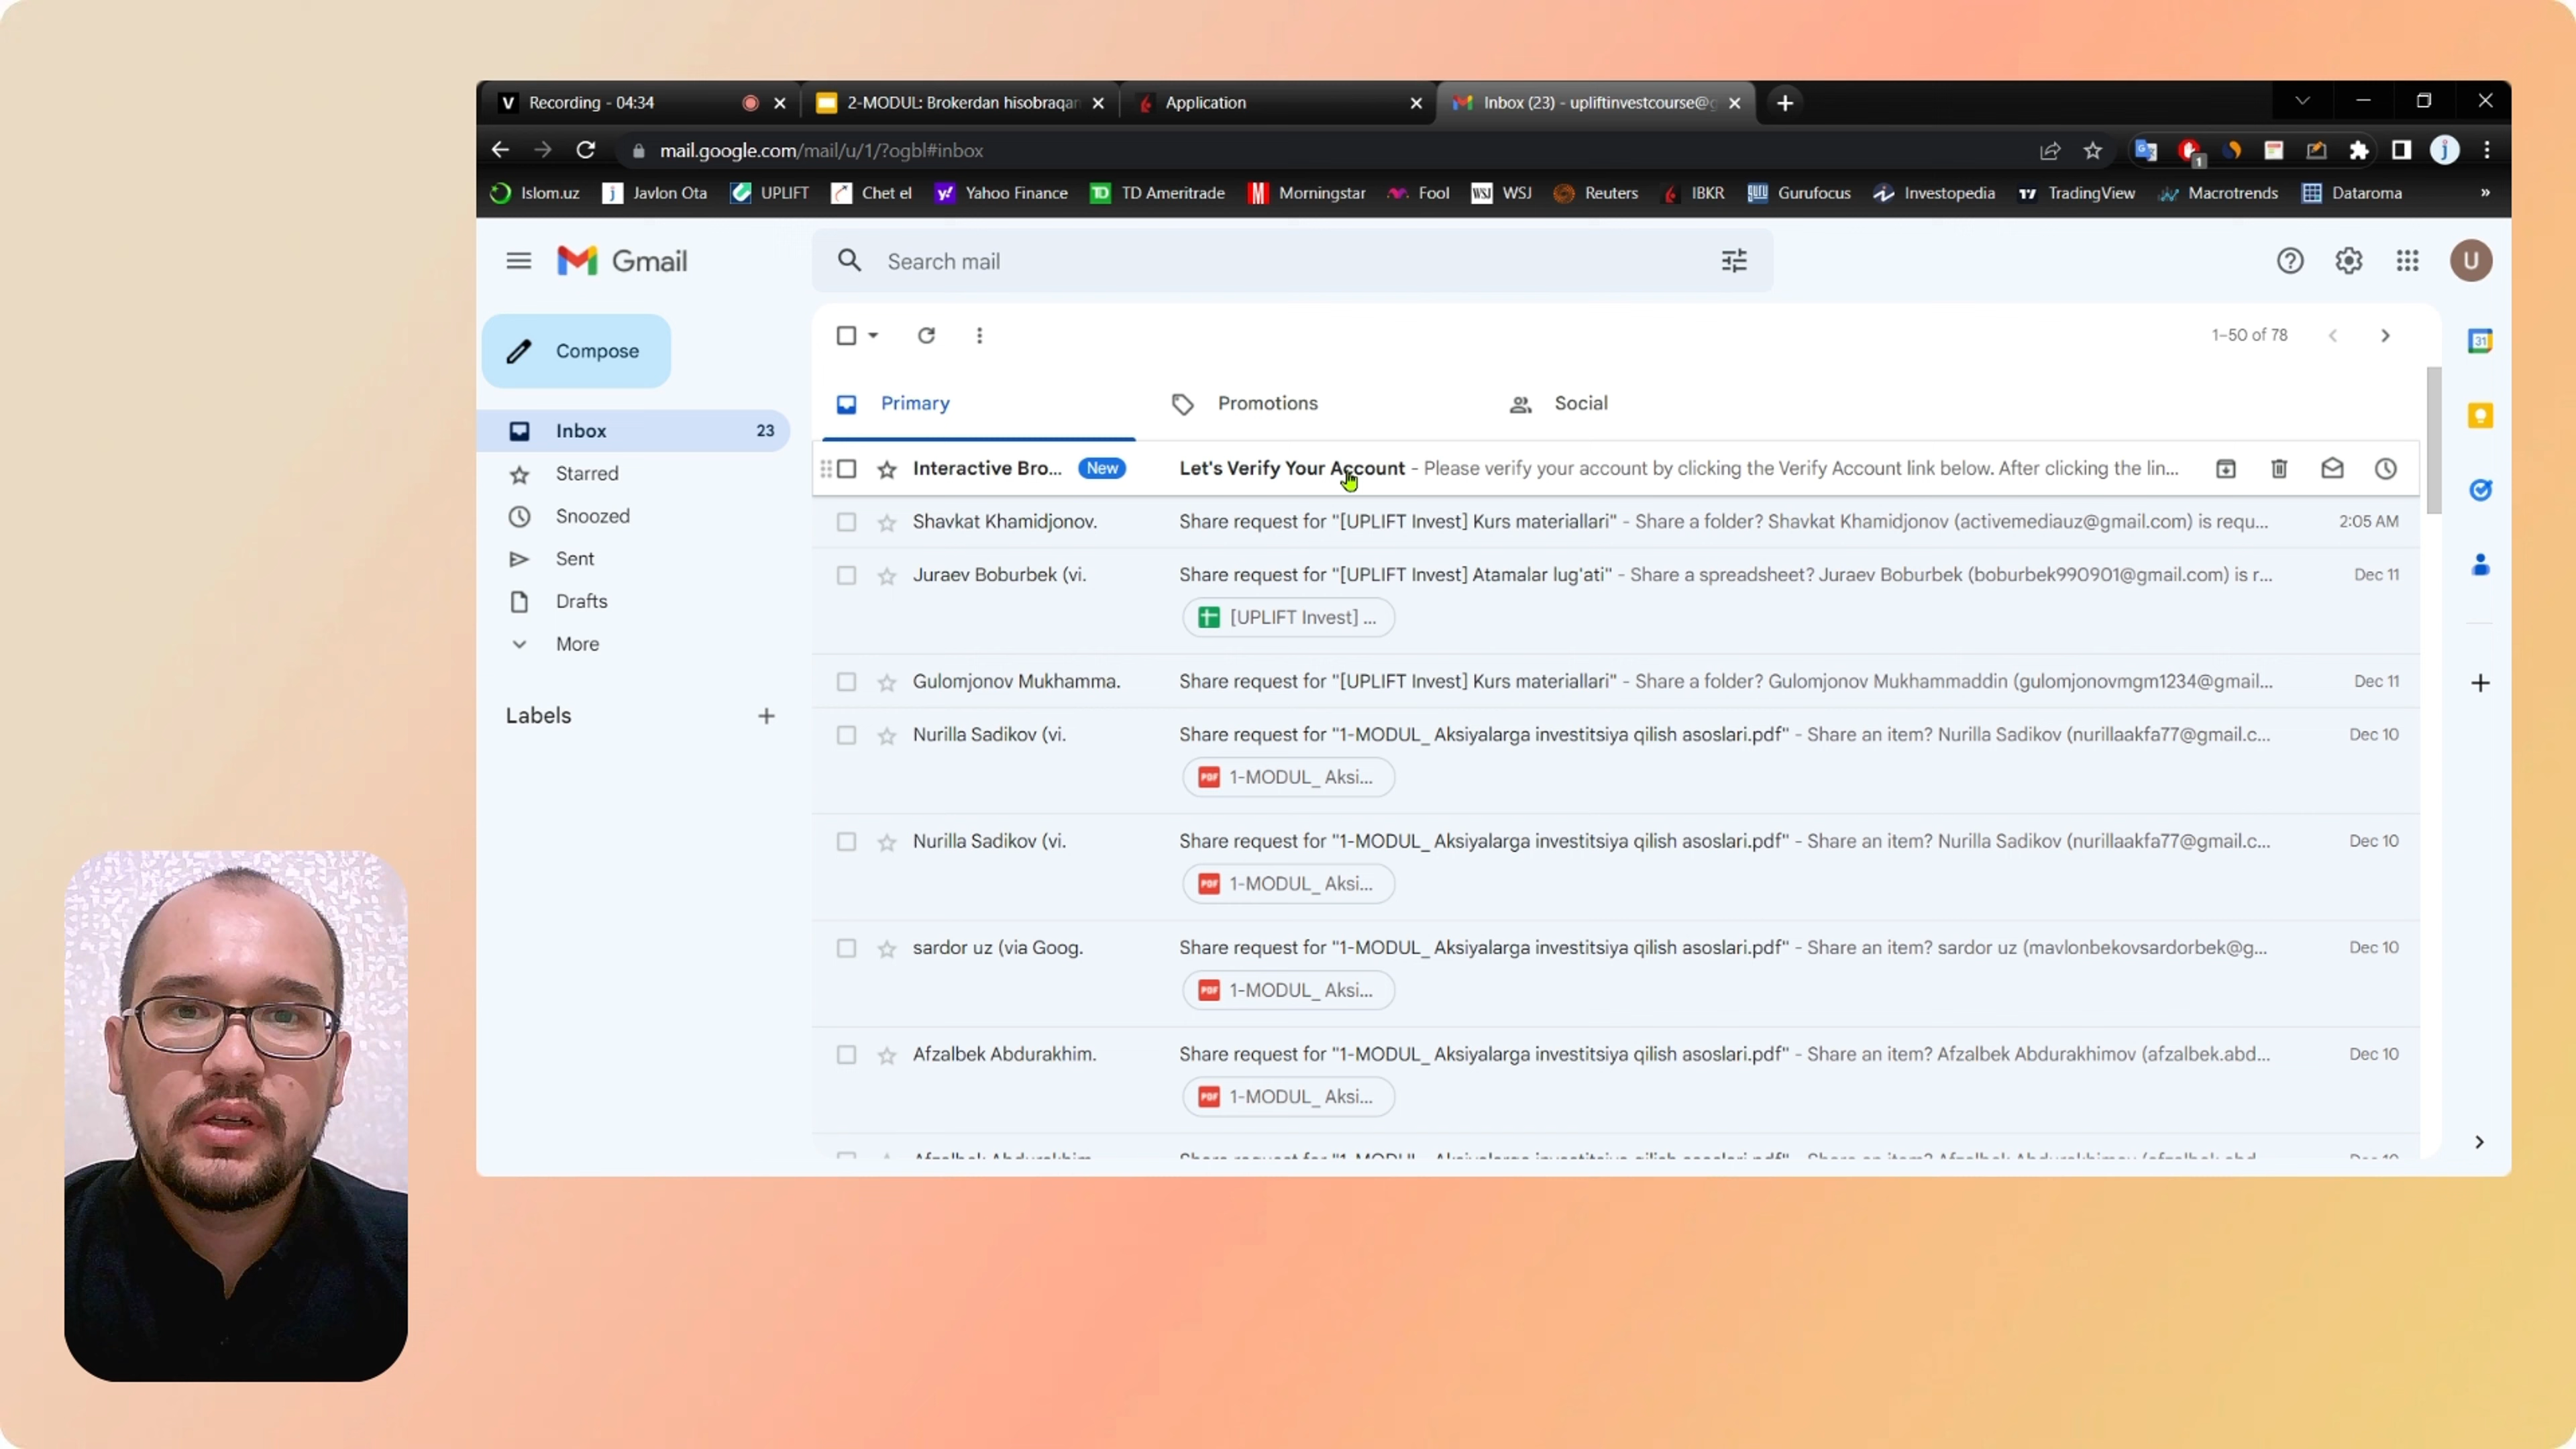 Recording - 04:34
2-MODUL: Brokerdan hisobraqan
Application
Inbox (23) - upliftinvestcourse@g
mail.google.com/mail/u/1/?ogbl#inbox
1
j
Islom.uz
Javlon Ota
UPLIFT
Chet el
Yahoo Finance
TD Ameritrade
Morningstar
Fool
WSJ
Reuters
IBKR
Gurufocus
Investopedia
TradingView
Macrotrends
Dataroma
Gmail
Search mail
U
Compose
Inbox 23
Starred
Snoozed
Sent
Drafts
More
Labels
1–50 of 78
31
Primary
Promotions
Social
Interactive Bro... New Let's Verify Your Account - Please verify your account by clicking the Verify Account link below. After clicking the lin...
Shavkat Khamidjonov. Share request for "[UPLIFT Invest] Kurs materiallari" - Share a folder? Shavkat Khamidjonov (activemediauz@gmail.com) is requ... 2:05 AM
Juraev Boburbek (vi. Share request for "[UPLIFT Invest] Atamalar lug'ati" - Share a spreadsheet? Juraev Boburbek (boburbek990901@gmail.com) is r... Dec 11
[UPLIFT Invest] ...
Gulomjonov Mukhamma. Share request for "[UPLIFT Invest] Kurs materiallari" - Share a folder? Gulomjonov Mukhammaddin (gulomjonovmgm1234@gmail... Dec 11
Nurilla Sadikov (vi. Share request for "1-MODUL_ Aksiyalarga investitsiya qilish asoslari.pdf" - Share an item? Nurilla Sadikov (nurillaakfa77@gmail.c... Dec 10
PDF 1-MODUL_ Aksi...
Nurilla Sadikov (vi. Share request for "1-MODUL_ Aksiyalarga investitsiya qilish asoslari.pdf" - Share an item? Nurilla Sadikov (nurillaakfa77@gmail.c... Dec 10
PDF 1-MODUL_ Aksi...
sardor uz (via Goog. Share request for "1-MODUL_ Aksiyalarga investitsiya qilish asoslari.pdf" - Share an item? sardor uz (mavlonbekovsardorbek@g... Dec 10
PDF 1-MODUL_ Aksi...
Afzalbek Abdurakhim. Share request for "1-MODUL_ Aksiyalarga investitsiya qilish asoslari.pdf" - Share an item? Afzalbek Abdurakhimov (afzalbek.abd... Dec 10
PDF 1-MODUL_ Aksi...